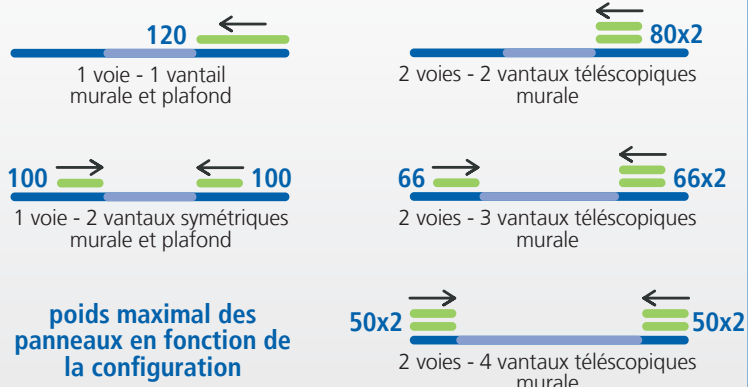 120
1 voie - 1 vantail
murale et plafond
80x2
2 voies - 2 vantaux téléscopiques
murale
100
100
1 voie - 2 vantaux symétriques
murale et plafond
66
66x2
2 voies - 3 vantaux téléscopiques
murale
poids maximal des
panneaux en fonction de
la configuration
50x2
50x2
2 voies - 4 vantaux téléscopiques
murale